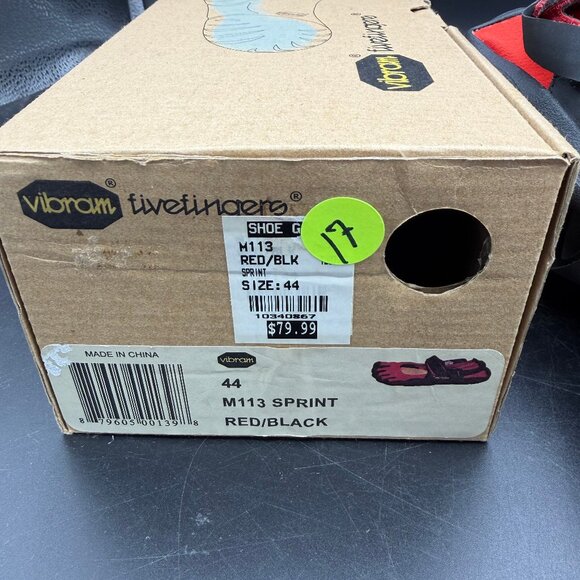 vibram fivefingers®
vibram® fivefingers®
SHOE
17
M113
RED/BLK
SPRINT
SIZE:44
10340867
$79.99
MADE IN CHINA
vibram
44
M113 SPRINT
RED/BLACK
8 79605 00139 8